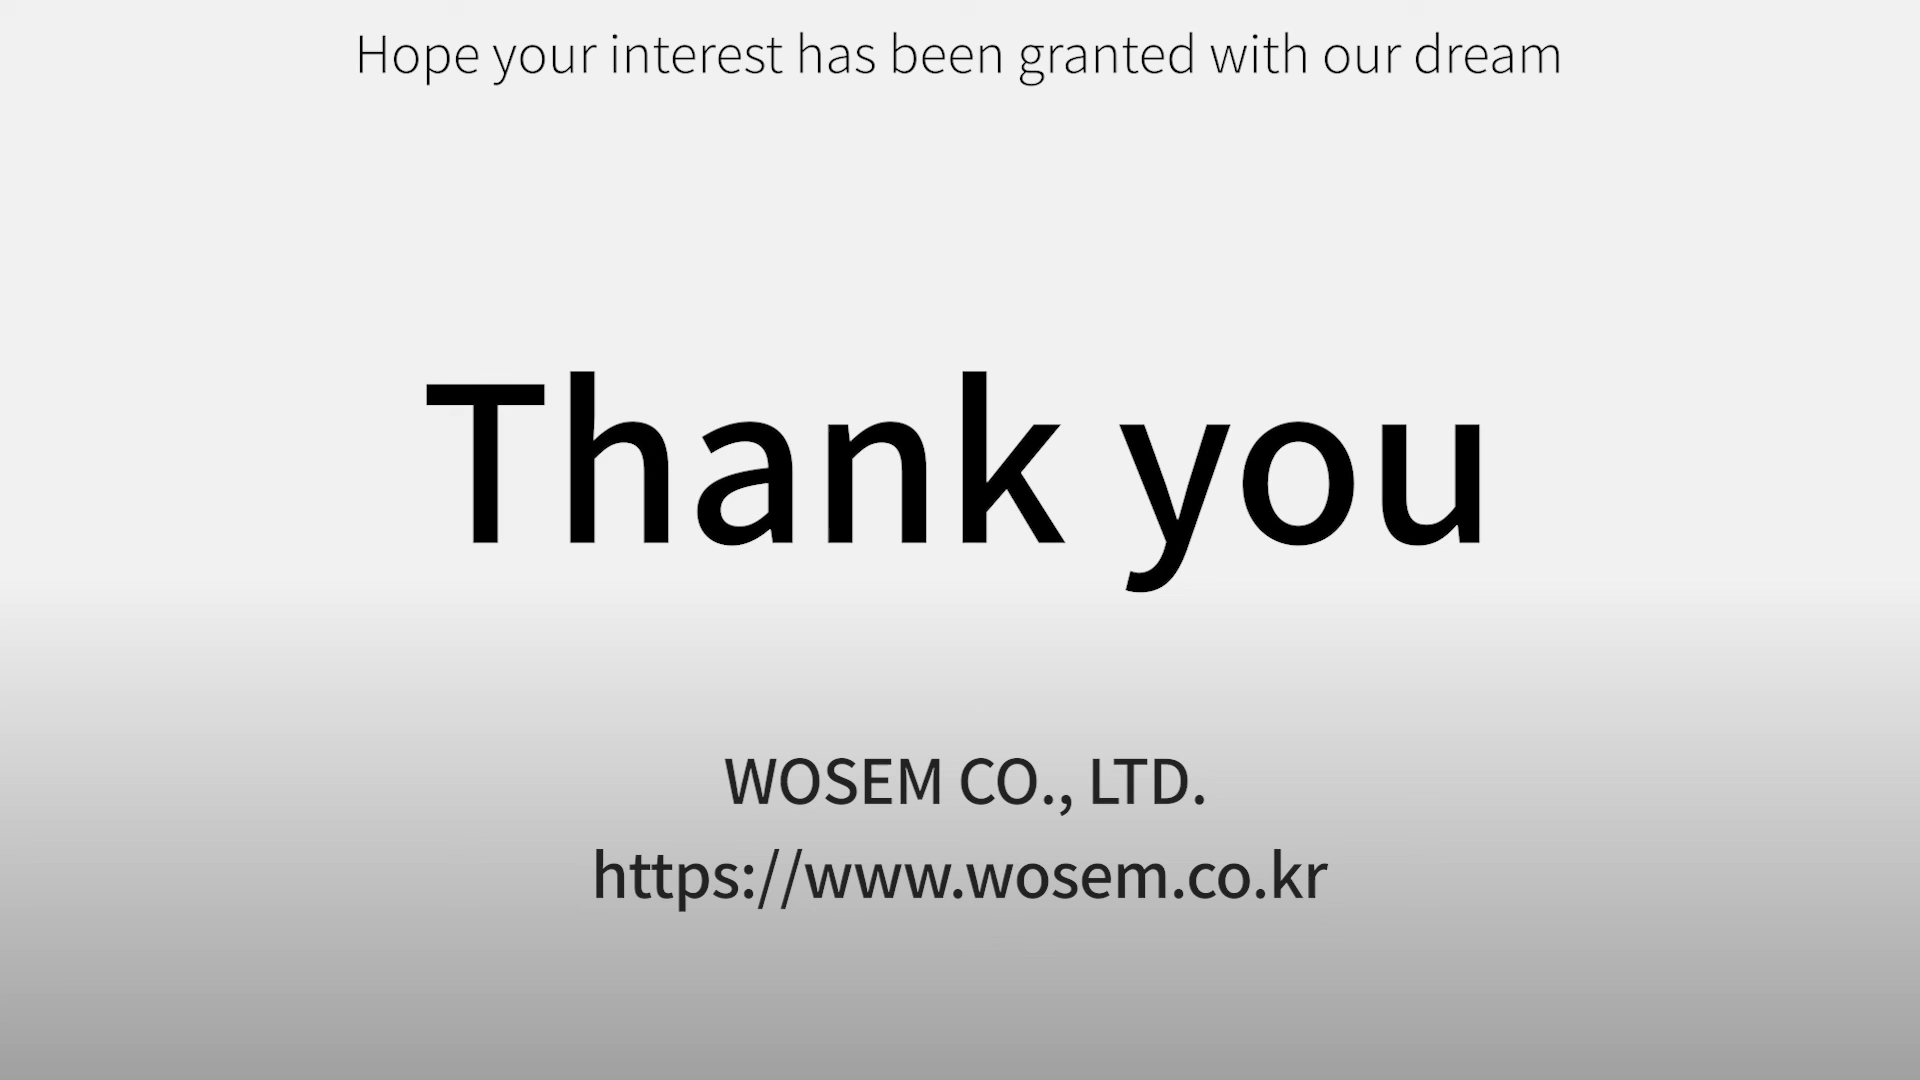 Hope your interest has been granted with our dream
Thank you
WOSEM CO., LTD.
https://www.wosem.co.kr